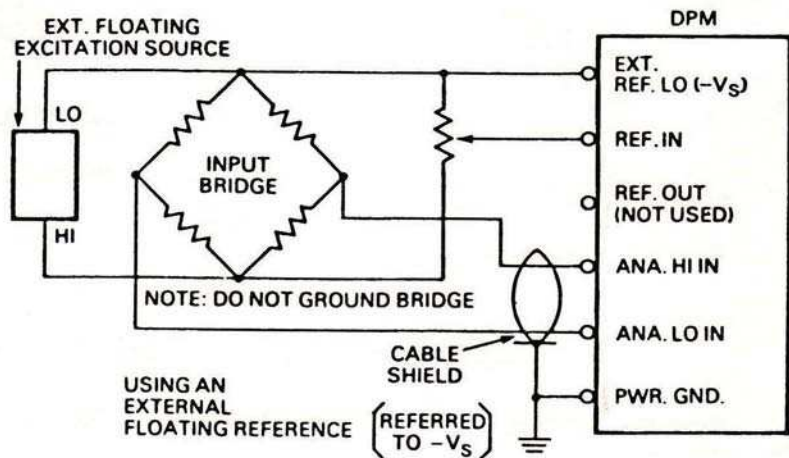 EXT. FLOATING
EXCITATION SOURCE
DPM
LO
HI
INPUT
BRIDGE
EXT.
REF. LO (-VS)
REF. IN
REF. OUT
(NOT USED)
ANA. HI IN
NOTE: DO NOT GROUND BRIDGE
ANA. LO IN
CABLE
SHIELD
PWR. GND.
USING AN
EXTERNAL
FLOATING REFERENCE
(REFERRED
TO -VS)